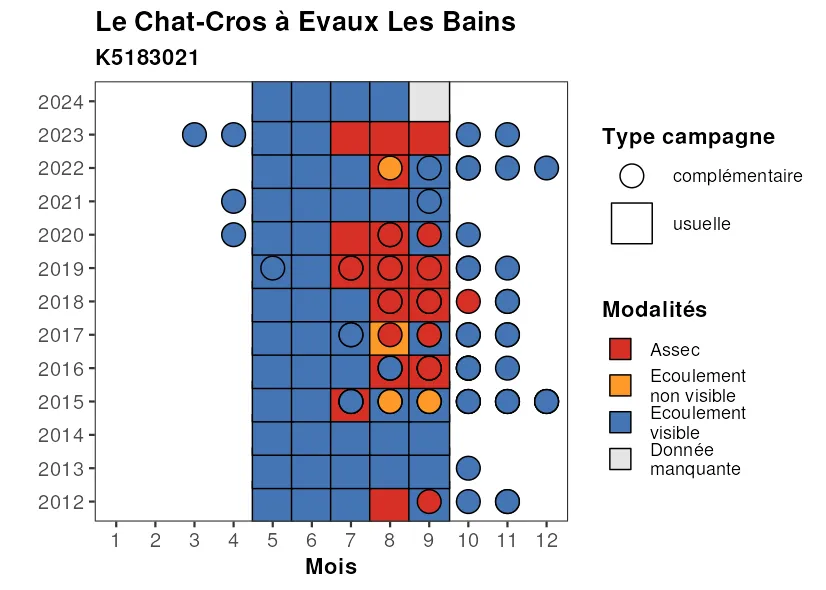 Le Chat-Cros à Evaux Les Bains
K5183021
2024
2023
2022
2021
2020
2019
2018
2017
2016
2015
2014
2013
2012
1 2 3 4 5 6 7 8 9 10 11 12
Mois
Type campagne
complémentaire
usuelle
Modalités
Assec
Ecoulement
non visible
Ecoulement
visible
Donnée
manquante